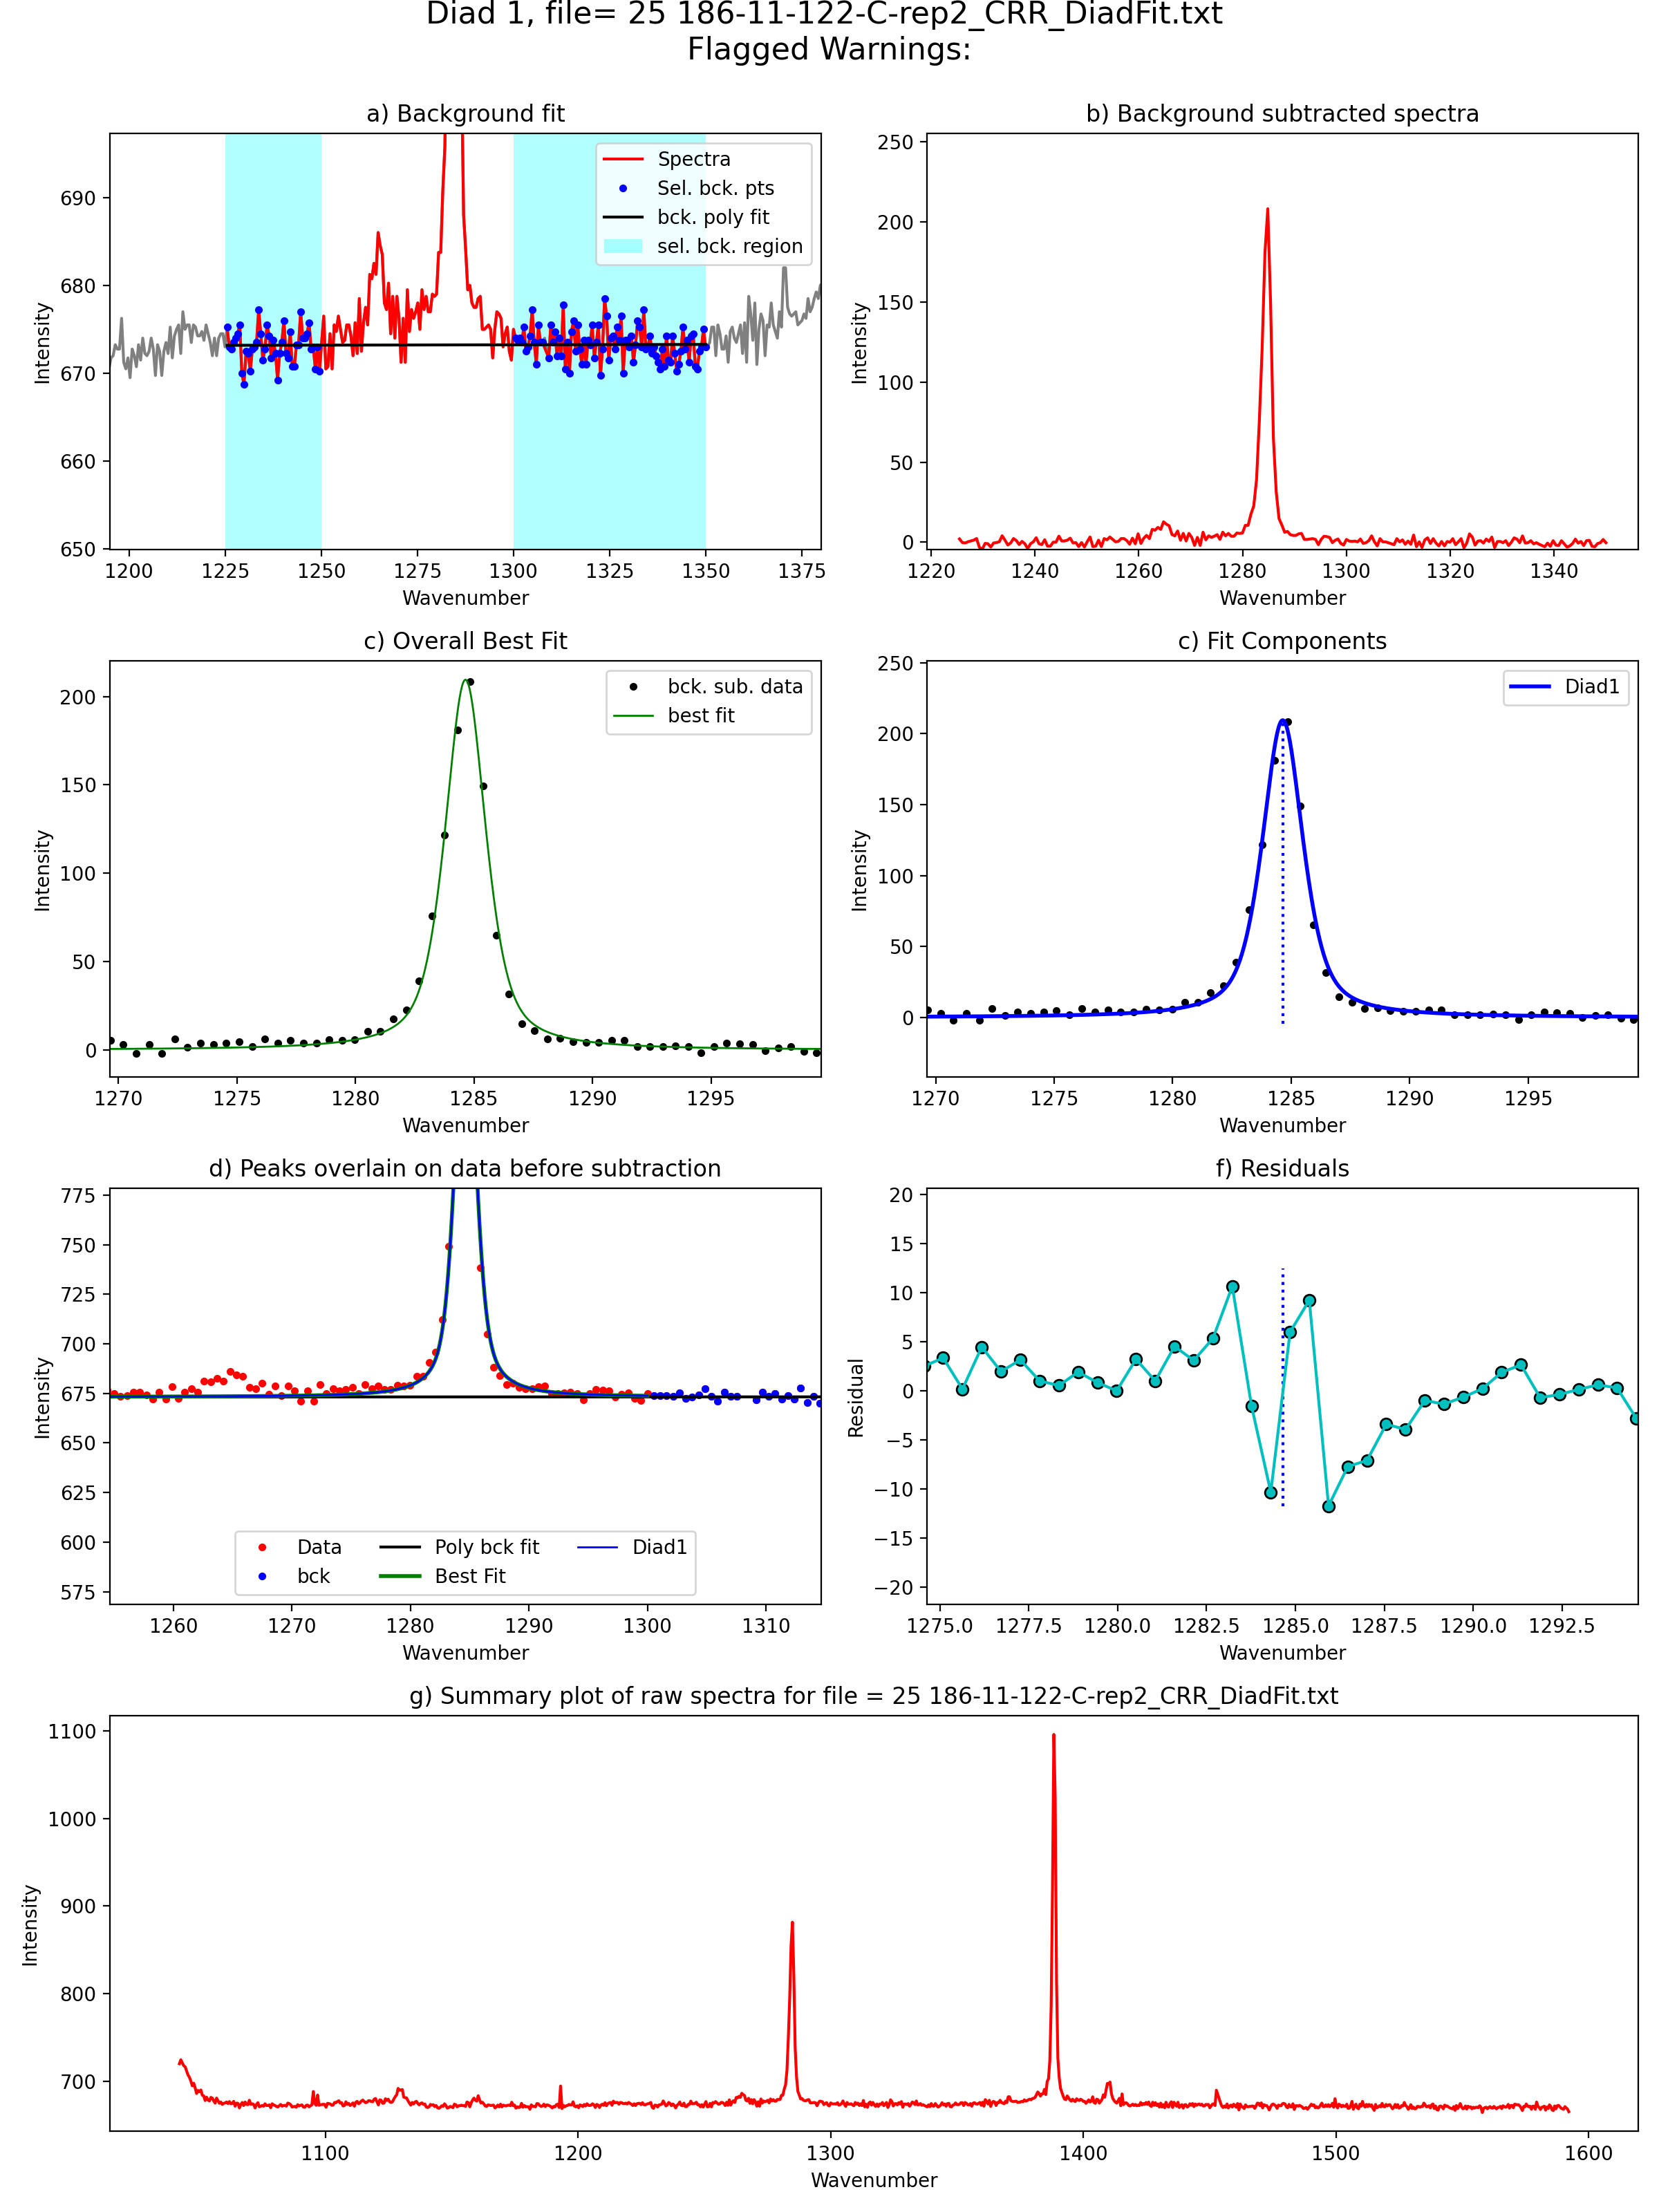 Diad 1, file= 25 186-11-122-C-rep2_CRR_DiadFit.txt
Flagged Warnings:
a) Background fit
Intensity
690
680
670
660
650
Spectra
Sel. bck. pts
bck. poly fit
sel. bck. region
1200 1225 1250 1275 1300 1325 1350 1375
Wavenumber
b) Background subtracted spectra
Intensity
250
200
150
100
50
0
1220 1240 1260 1280 1300 1320 1340
Wavenumber
c) Overall Best Fit
Intensity
200
150
100
50
0
bck. sub. data
best fit
1270 1275 1280 1285 1290 1295
Wavenumber
c) Fit Components
Intensity
250
200
150
100
50
0
Diad1
1270 1275 1280 1285 1290 1295
Wavenumber
d) Peaks overlain on data before subtraction
Intensity
775
750
725
700
675
650
625
600
575
Data Poly bck fit Diad1
bck Best Fit
1260 1270 1280 1290 1300 1310
Wavenumber
f) Residuals
Residual
20
15
10
5
0
−5
−10
−15
−20
1275.0 1277.5 1280.0 1282.5 1285.0 1287.5 1290.0 1292.5
Wavenumber
g) Summary plot of raw spectra for file = 25 186-11-122-C-rep2_CRR_DiadFit.txt
Intensity
1100
1000
900
800
700
1100 1200 1300 1400 1500 1600
Wavenumber